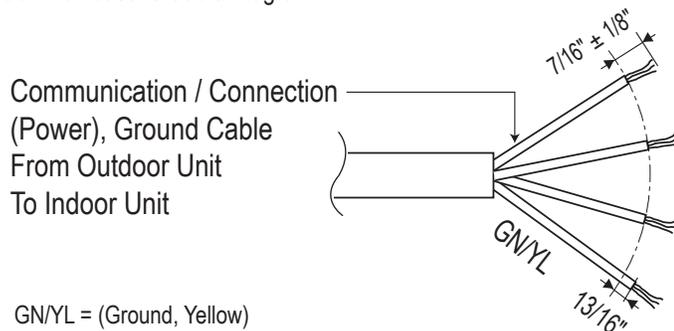 Communication / Connection
(Power), Ground Cable
From Outdoor Unit
To Indoor Unit
7/16" ± 1/8"
GN/YL
13/16"
GN/YL = (Ground, Yellow)